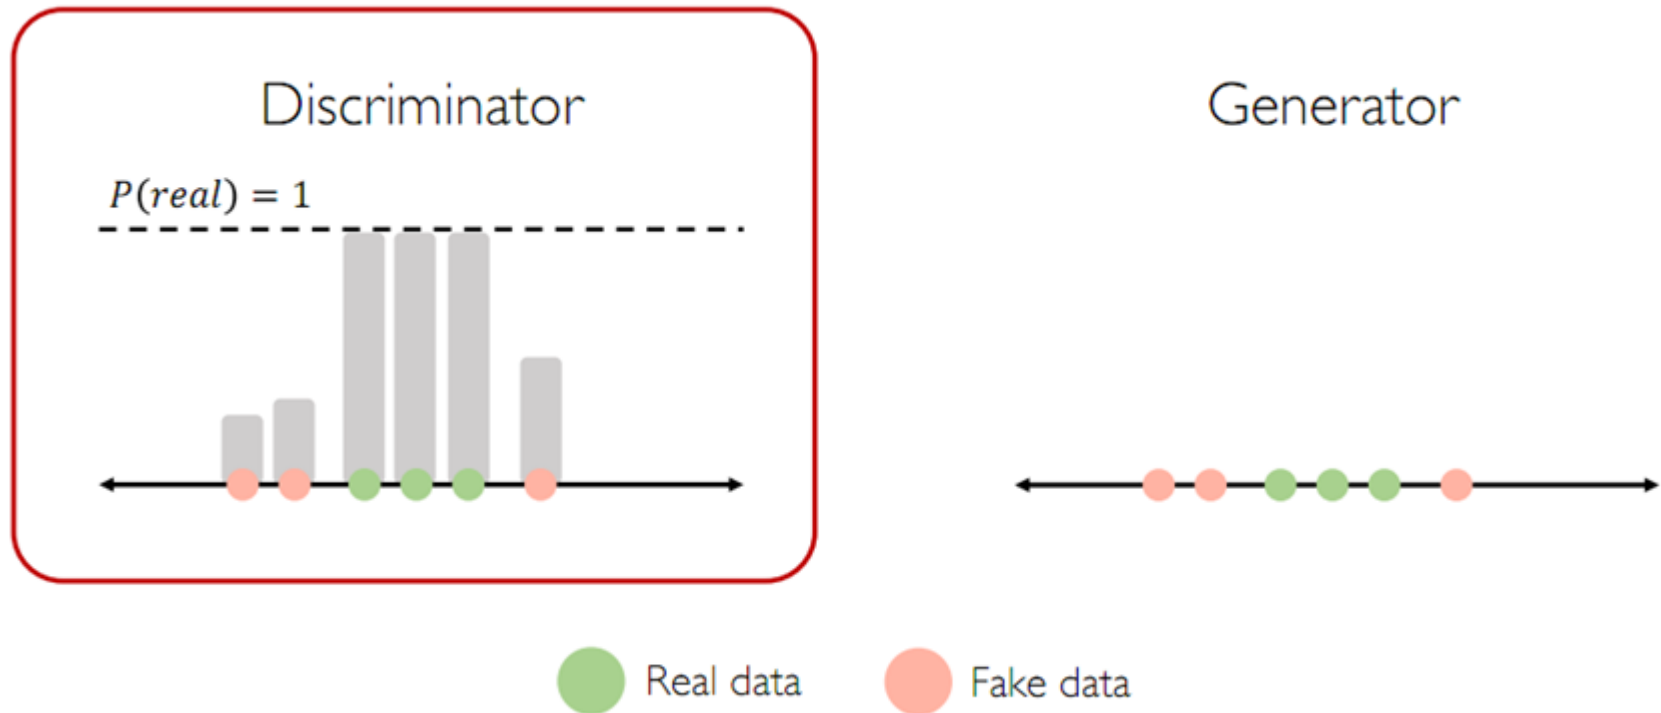 Discriminator
Generator
P(real) = 1
Real data
Fake data